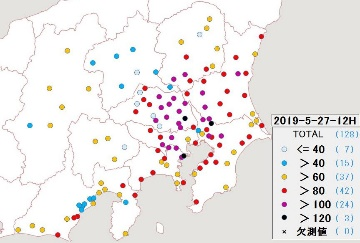 2019-5-27-12H
TOTAL (128)
<= 40 ( 7)
> 40 (15)
> 60 (37)
> 80 (42)
> 100 (24)
> 120 ( 3)
× 欠測値 ( 0)